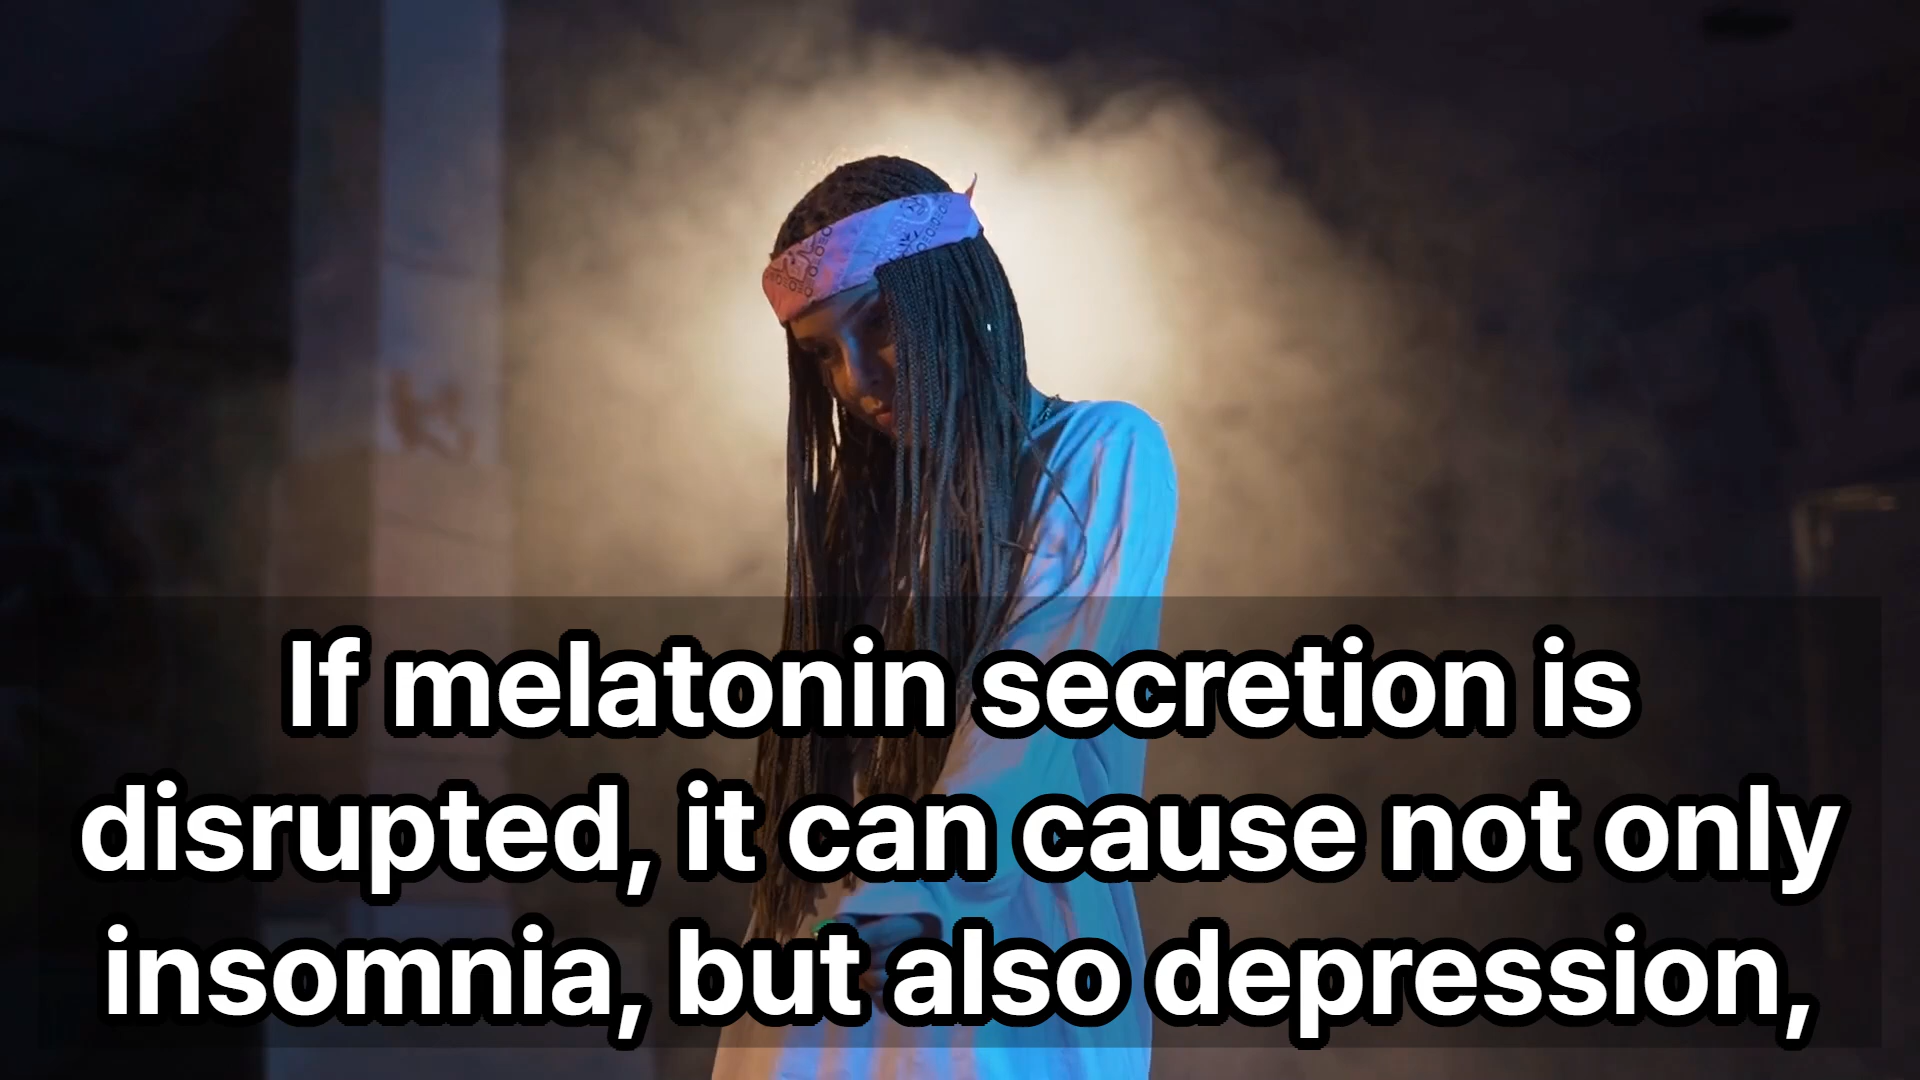 If melatonin secretion is
disrupted, it can cause not only
insomnia, but also depression,